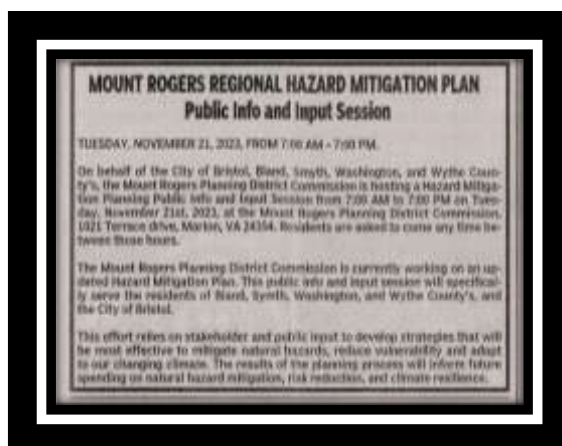 MOUNT ROGERS REGIONAL HAZARD MITIGATION PLAN
Public Info and Input Session
TUESDAY, NOVEMBER 21, 2023, FROM 7:00 AM - 7:00 PM.
On behalf of the City of Bristol, Bland, Smyth, Washington, and Wythe Coun-
ty's, the Mount Rogers Planning District Commission is hosting a Hazard Mitiga-
tion Planning Public Info and Input Session from 7:00 AM to 7:00 PM on Tues-
day, November 21st, 2023, at the Mount Rogers Planning District Commission,
1021 Terrace drive, Marion, VA 24354. Residents are asked to come any time be-
tween those hours.
The Mount Rogers Planning District Commission is currently working on an up-
dated Hazard Mitigation Plan. This public info and input session will specifical-
ly serve the residents of Bland, Smyth, Washington, and Wythe County's, and
the City of Bristol.
This effort relies on stakeholder and public input to develop strategies that will
be most effective to mitigate natural hazards, reduce vulnerability and adapt
to our changing climate. The results of the planning process will inform future
spending on natural hazard mitigation, risk reduction, and climate resilience.